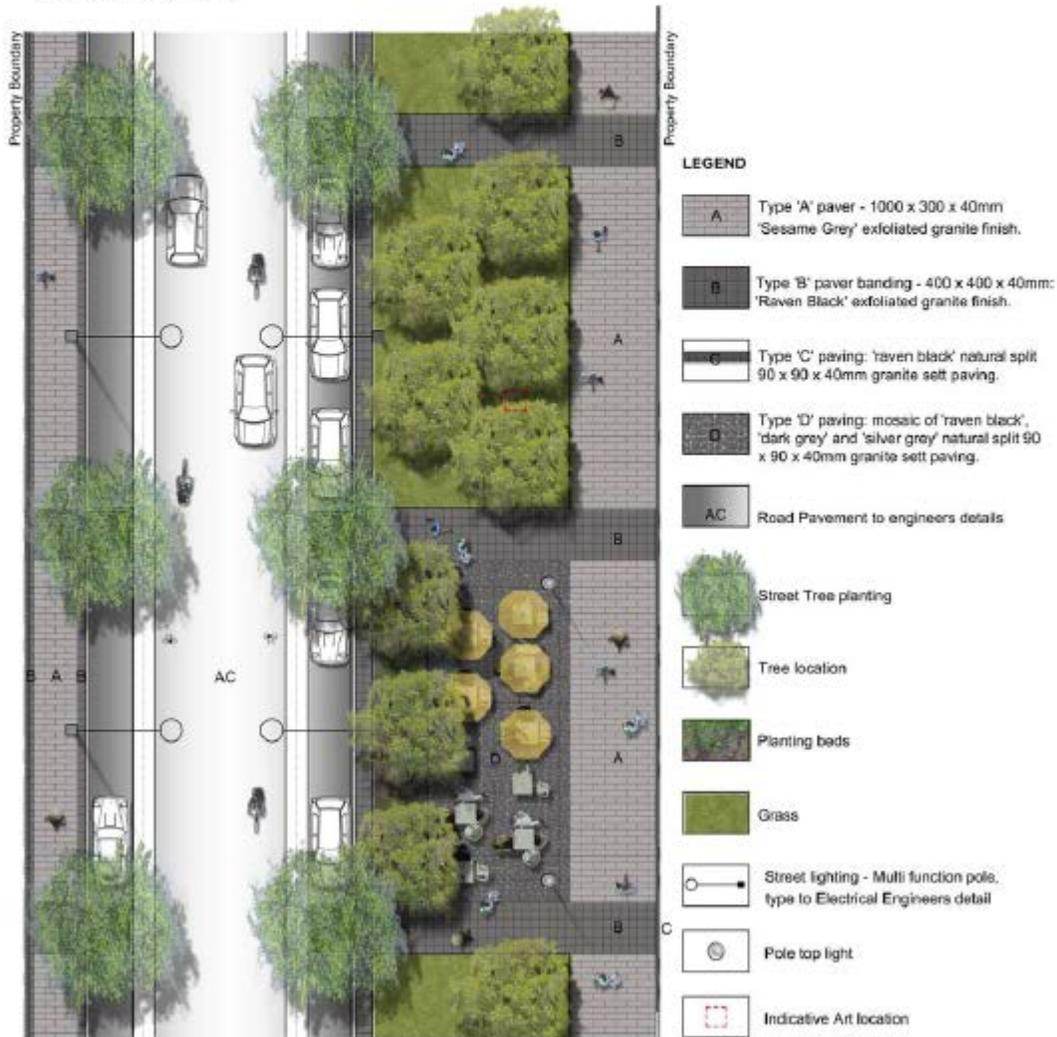 Property Boundary
Property Boundary
B
A
A
B
B A B
AC
D
A
B
C
LEGEND
A
Type 'A' paver - 1000 x 300 x 40mm
'Sesame Grey' exfoliated granite finish.
B
Type 'B' paver banding - 400 x 400 x 40mm:
'Raven Black' exfoliated granite finish.
C
Type 'C' paving: 'raven black' natural split
90 x 90 x 40mm granite sett paving.
D
Type 'D' paving: mosaic of 'raven black',
'dark grey' and 'silver grey' natural split 90
x 90 x 40mm granite sett paving.
AC
Road Pavement to engineers details
Street Tree planting
Tree location
Planting beds
Grass
Street lighting - Multi function pole,
type to Electrical Engineers detail
Pole top light
Indicative Art location